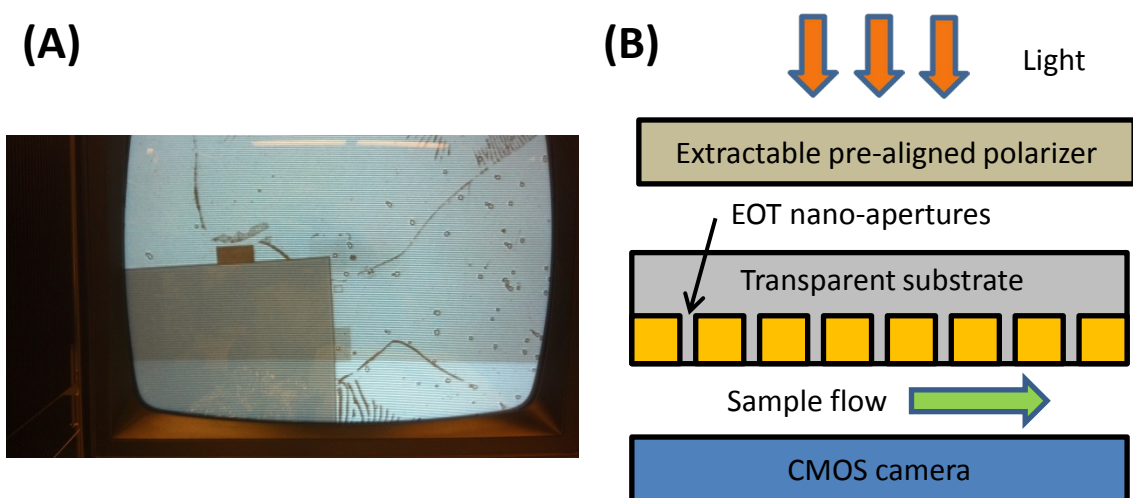 (A)
(B)
Light
Extractable pre-aligned polarizer
EOT nano-apertures
Transparent substrate
Sample flow
CMOS camera